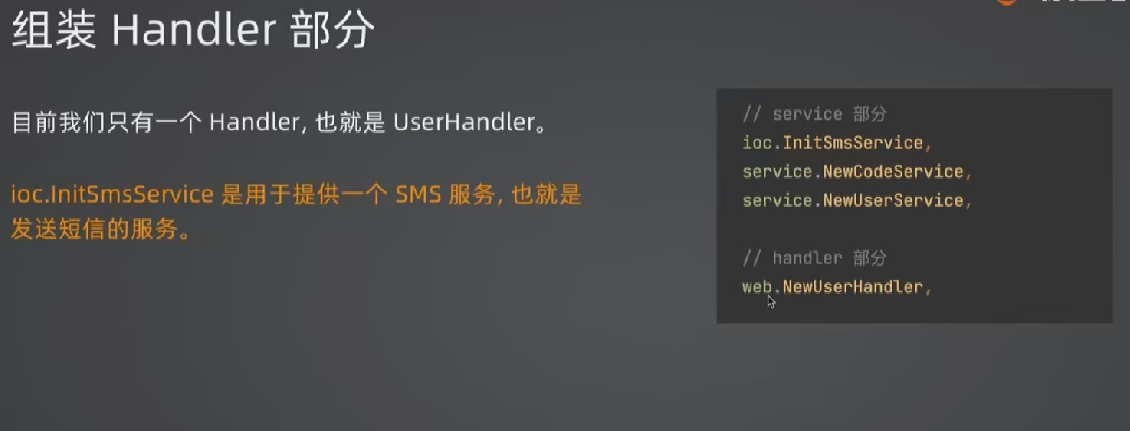 组装 Handler 部分
目前我们只有一个 Handler, 也就是 UserHandler。
ioc.InitSmsService 是用于提供一个 SMS 服务, 也就是
发送短信的服务。
// service 部分
ioc.InitSmsService,
service.NewCodeService,
service.NewUserService,
// handler 部分
web.NewUserHandler,